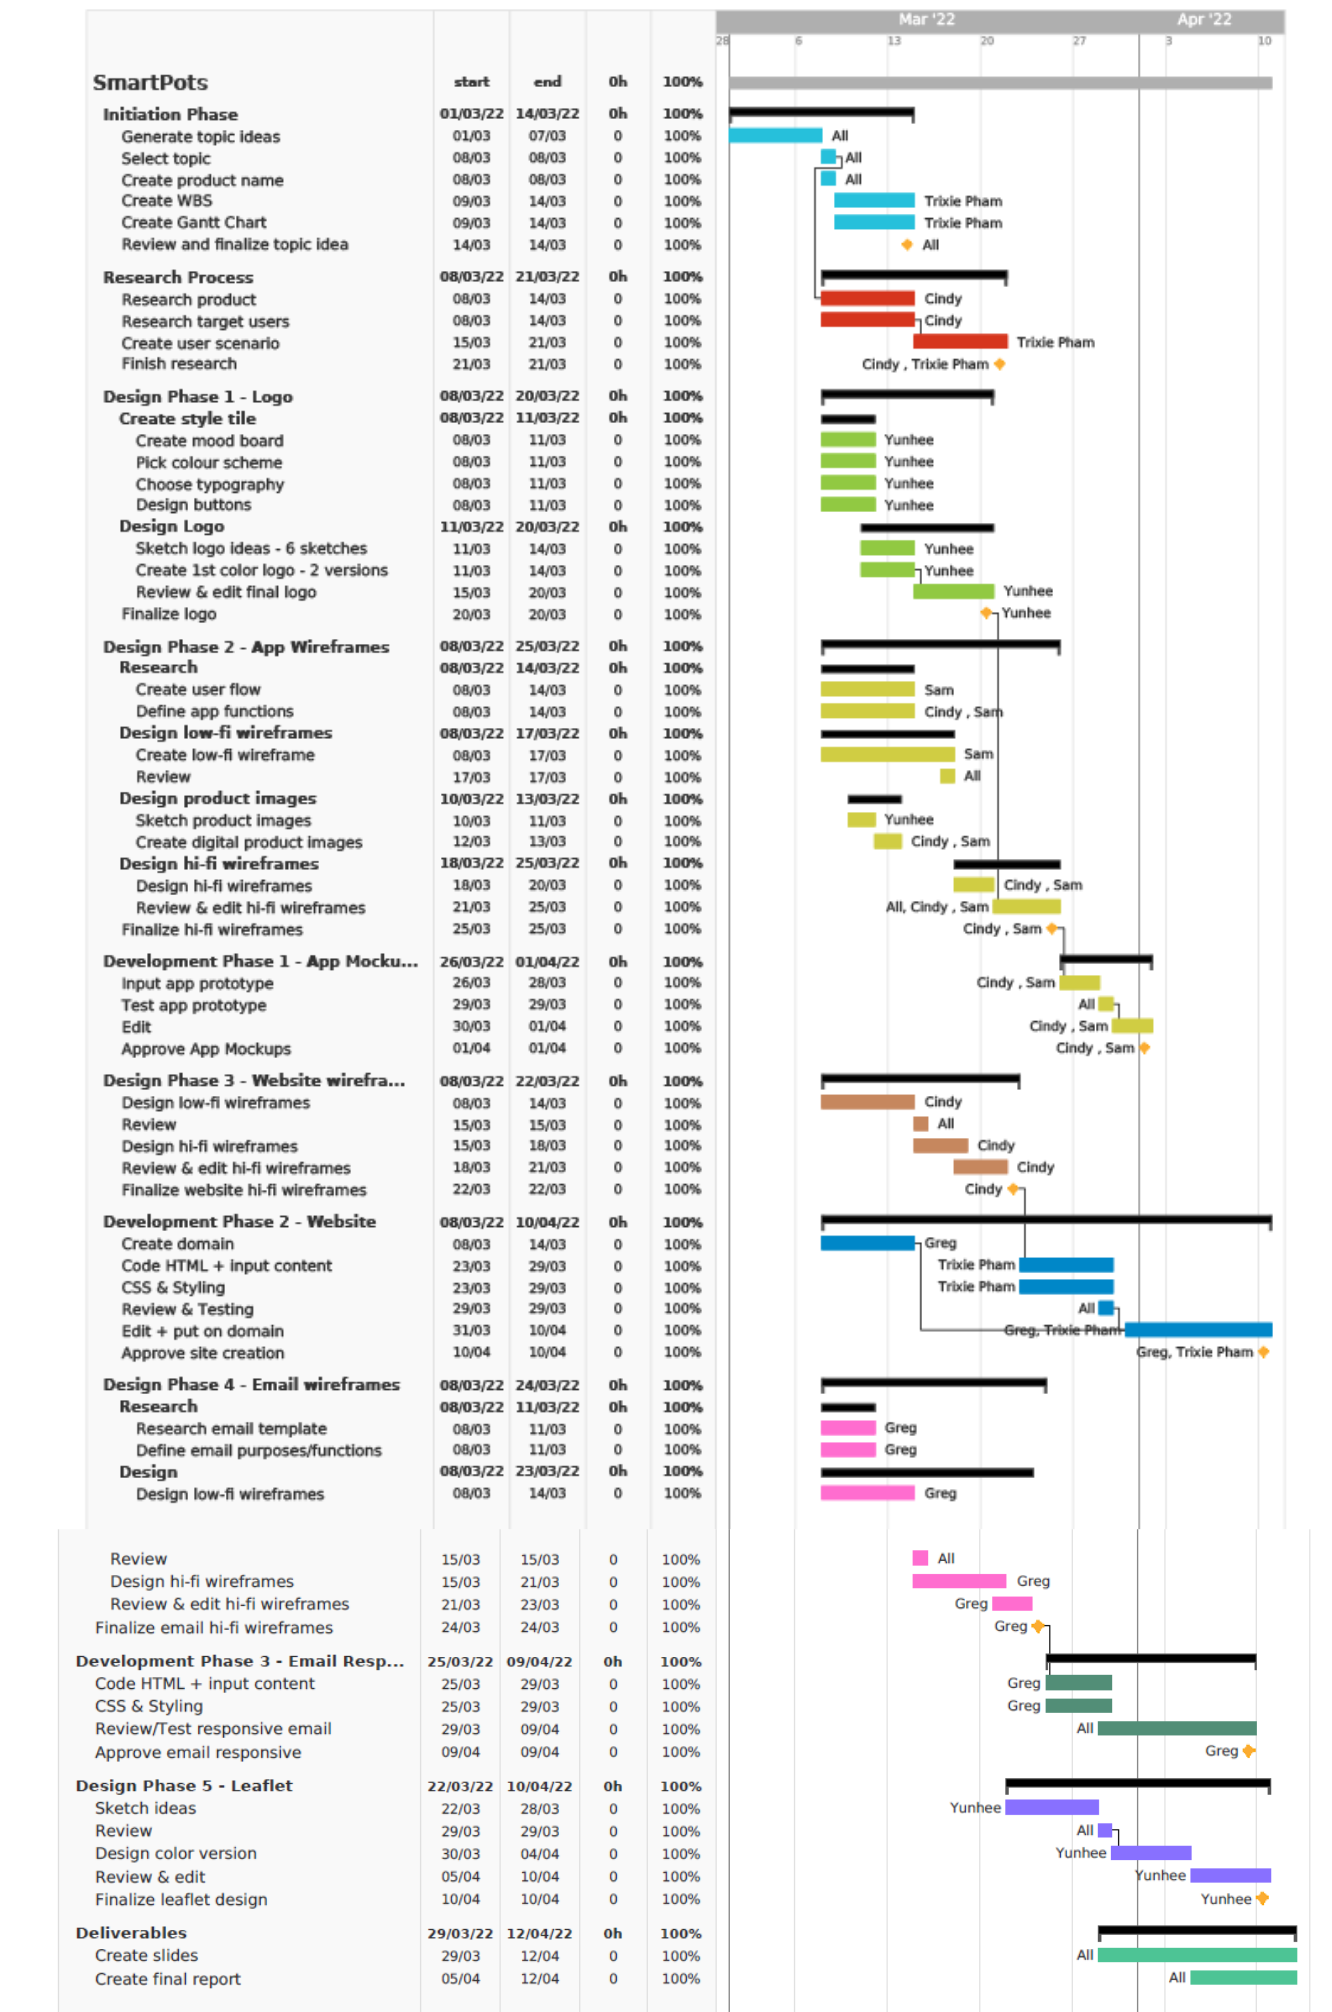 Mar '22 Apr '22
28 6 13 20 27 3 10
SmartPots start end 0h 100%
Initiation Phase 01/03/22 14/03/22 0h 100%
Generate topic ideas 01/03 07/03 0 100% All
Select topic 08/03 08/03 0 100% All
Create product name 08/03 08/03 0 100% All
Create WBS 09/03 14/03 0 100% Trixie Pham
Create Gantt Chart 09/03 14/03 0 100% Trixie Pham
Review and finalize topic idea 14/03 14/03 0 100% All
Research Process 08/03/22 21/03/22 0h 100%
Research product 08/03 14/03 0 100% Cindy
Research target users 08/03 14/03 0 100% Cindy
Create user scenario 15/03 21/03 0 100% Trixie Pham
Finish research 21/03 21/03 0 100% Cindy , Trixie Pham
Design Phase 1 - Logo 08/03/22 20/03/22 0h 100%
Create style tile 08/03/22 11/03/22 0h 100%
Create mood board 08/03 11/03 0 100% Yunhee
Pick colour scheme 08/03 11/03 0 100% Yunhee
Choose typography 08/03 11/03 0 100% Yunhee
Design buttons 08/03 11/03 0 100% Yunhee
Design Logo 11/03/22 20/03/22 0h 100%
Sketch logo ideas - 6 sketches 11/03 14/03 0 100% Yunhee
Create 1st color logo - 2 versions 11/03 14/03 0 100% Yunhee
Review & edit final logo 15/03 20/03 0 100% Yunhee
Finalize logo 20/03 20/03 0 100% Yunhee
Design Phase 2 - App Wireframes 08/03/22 25/03/22 0h 100%
Research 08/03/22 14/03/22 0h 100%
Create user flow 08/03 14/03 0 100% Sam
Define app functions 08/03 14/03 0 100% Cindy , Sam
Design low-fi wireframes 08/03/22 17/03/22 0h 100%
Create low-fi wireframe 08/03 17/03 0 100% Sam
Review 17/03 17/03 0 100% All
Design product images 10/03/22 13/03/22 0h 100%
Sketch product images 10/03 11/03 0 100% Yunhee
Create digital product images 12/03 13/03 0 100% Cindy , Sam
Design hi-fi wireframes 18/03/22 25/03/22 0h 100%
Design hi-fi wireframes 18/03 20/03 0 100% Cindy , Sam
Review & edit hi-fi wireframes 21/03 25/03 0 100% All, Cindy , Sam
Finalize hi-fi wireframes 25/03 25/03 0 100% Cindy , Sam
Development Phase 1 - App Mocku... 26/03/22 01/04/22 0h 100%
Input app prototype 26/03 28/03 0 100% Cindy , Sam
Test app prototype 29/03 29/03 0 100% All
Edit 30/03 01/04 0 100% Cindy , Sam
Approve App Mockups 01/04 01/04 0 100% Cindy , Sam
Design Phase 3 - Website wirefra... 08/03/22 22/03/22 0h 100%
Design low-fi wireframes 08/03 14/03 0 100% Cindy
Review 15/03 15/03 0 100% All
Design hi-fi wireframes 15/03 18/03 0 100% Cindy
Review & edit hi-fi wireframes 18/03 21/03 0 100% Cindy
Finalize website hi-fi wireframes 22/03 22/03 0 100% Cindy
Development Phase 2 - Website 08/03/22 10/04/22 0h 100%
Create domain 08/03 14/03 0 100% Greg
Code HTML + input content 23/03 29/03 0 100% Trixie Pham
CSS & Styling 23/03 29/03 0 100% Trixie Pham
Review & Testing 29/03 29/03 0 100% All
Edit + put on domain 31/03 10/04 0 100% Greg, Trixie Pham
Approve site creation 10/04 10/04 0 100% Greg, Trixie Pham
Design Phase 4 - Email wireframes 08/03/22 24/03/22 0h 100%
Research 08/03/22 11/03/22 0h 100%
Research email template 08/03 11/03 0 100% Greg
Define email purposes/functions 08/03 11/03 0 100% Greg
Design 08/03/22 23/03/22 0h 100%
Design low-fi wireframes 08/03 14/03 0 100% Greg
Review 15/03 15/03 0 100% All
Design hi-fi wireframes 15/03 21/03 0 100% Greg
Review & edit hi-fi wireframes 21/03 23/03 0 100% Greg
Finalize email hi-fi wireframes 24/03 24/03 0 100% Greg
Development Phase 3 - Email Resp... 25/03/22 09/04/22 0h 100%
Code HTML + input content 25/03 29/03 0 100% Greg
CSS & Styling 25/03 29/03 0 100% Greg
Review/Test responsive email 29/03 09/04 0 100% All
Approve email responsive 09/04 09/04 0 100% Greg
Design Phase 5 - Leaflet 22/03/22 10/04/22 0h 100%
Sketch ideas 22/03 28/03 0 100% Yunhee
Review 29/03 29/03 0 100% All
Design color version 30/03 04/04 0 100% Yunhee
Review & edit 05/04 10/04 0 100% Yunhee
Finalize leaflet design 10/04 10/04 0 100% Yunhee
Deliverables 29/03/22 12/04/22 0h 100%
Create slides 29/03 12/04 0 100% All
Create final report 05/04 12/04 0 100% All